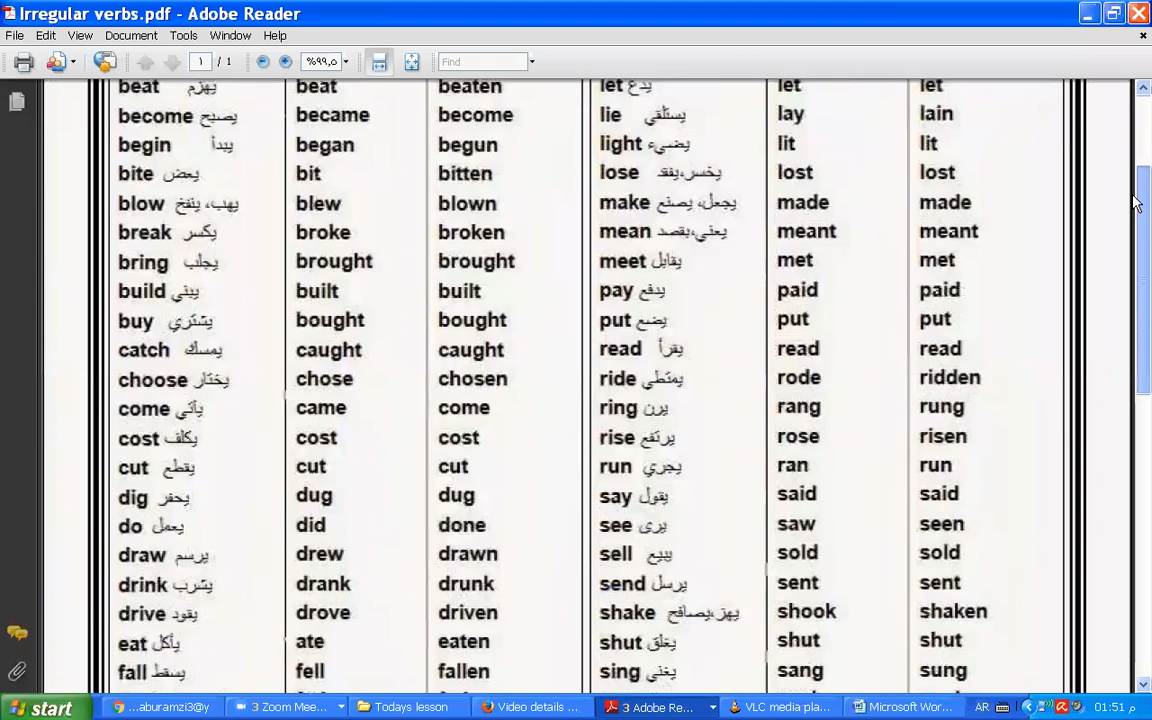 Irregular verbs.pdf - Adobe Reader
File Edit View Document Tools Window Help
١ / 1 %٩٩,٥ Find
beat يهزم beat beaten let يدع let let
become يصبح became become lie يستلقي lay lain
begin يبدأ began begun light يضيء lit lit
bite يعض bit bitten lose يخسر،يفقد lost lost
blow يهب، ينفخ blew blown make يجعل، يصنع made made
break يكسر broke broken mean يعني،يقصد meant meant
bring يجلب brought brought meet يقابل met met
build يبني built built pay يدفع paid paid
buy يشتري bought bought put يضع put put
catch يمسك caught caught read يقرأ read read
choose يختار chose chosen ride يمتطي rode ridden
come يأتي came come ring يرن rang rung
cost يكلف cost cost rise يرتفع rose risen
cut يقطع cut cut run يجري ran run
dig يحفر dug dug say يقول said said
do يعمل did done see يرى saw seen
draw يرسم drew drawn sell يبيع sold sold
drink يشرب drank drunk send يرسل sent sent
drive يقود drove driven shake يهز،يصافح shook shaken
eat يأكل ate eaten shut يغلق shut shut
fall يسقط fell fallen sing يغني sang sung
start ...aburamzi3@y 3 Zoom Mee... Todays lesson Video details ... 3 Adobe Re... VLC media pla... Microsoft Wor... AR 01:51 م